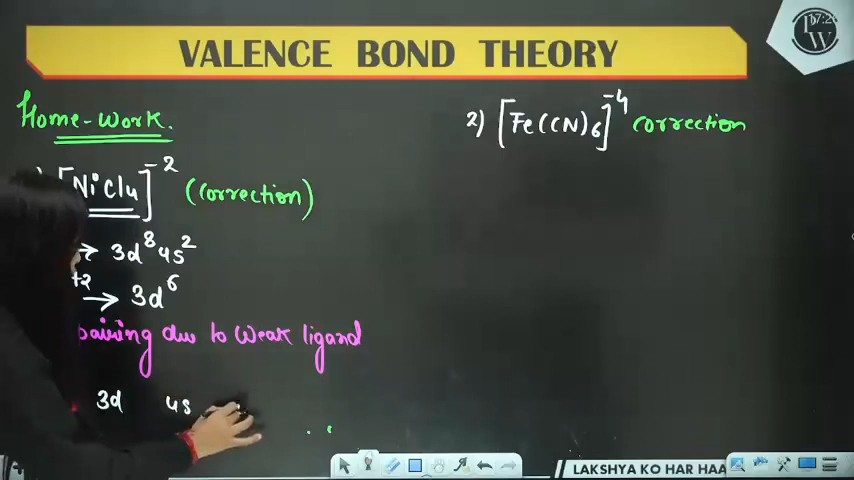 VALENCE BOND THEORY
Home-Work.
[NiCl4]-2 (Correction)
→ 3d8 4s2
+2 → 3d6
pairing due to Weak ligand
3d 4s
2) [Fe(CN)6]-4 correction
LAKSHYA KO HAR HAA